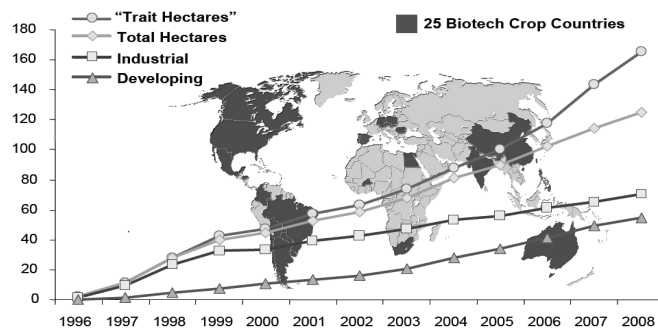 "Trait Hectares"
Total Hectares
Industrial
Developing
25 Biotech Crop Countries
180
160
140
120
100
80
60
40
20
0
1996 1997 1998 1999 2000 2001 2002 2003 2004 2005 2006 2007 2008